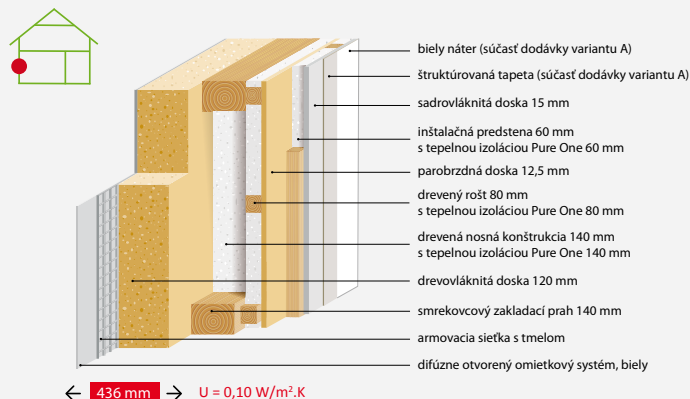 biely náter (súčasť dodávky variantu A)
štruktúrovaná tapeta (súčasť dodávky variantu A)
sadrovláknitá doska 15 mm
inštalačná predstena 60 mm
s tepelnou izoláciou Pure One 60 mm
parobrzdná doska 12,5 mm
drevený rošt 80 mm
s tepelnou izoláciou Pure One 80 mm
drevená nosná konštrukcia 140 mm
s tepelnou izoláciou Pure One 140 mm
drevovláknitá doska 120 mm
smrekovcový zakladací prah 140 mm
armovacia sieťka s tmelom
difúzne otvorený omietkový systém, biely
436 mm U = 0,10 W/m².K